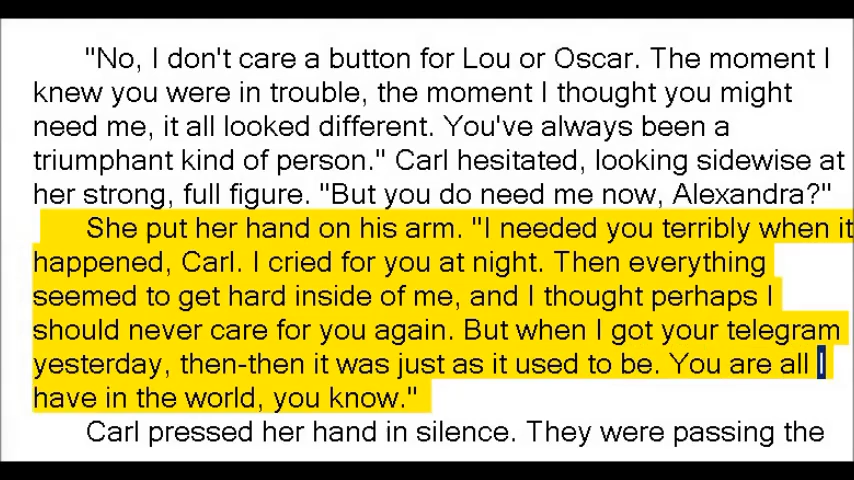 "No, I don't care a button for Lou or Oscar. The moment I
knew you were in trouble, the moment I thought you might
need me, it all looked different. You've always been a
triumphant kind of person." Carl hesitated, looking sidewise at
her strong, full figure. "But you do need me now, Alexandra?"
She put her hand on his arm. "I needed you terribly when it
happened, Carl. I cried for you at night. Then everything
seemed to get hard inside of me, and I thought perhaps I
should never care for you again. But when I got your telegram
yesterday, then-then it was just as it used to be. You are all I
have in the world, you know."
Carl pressed her hand in silence. They were passing the